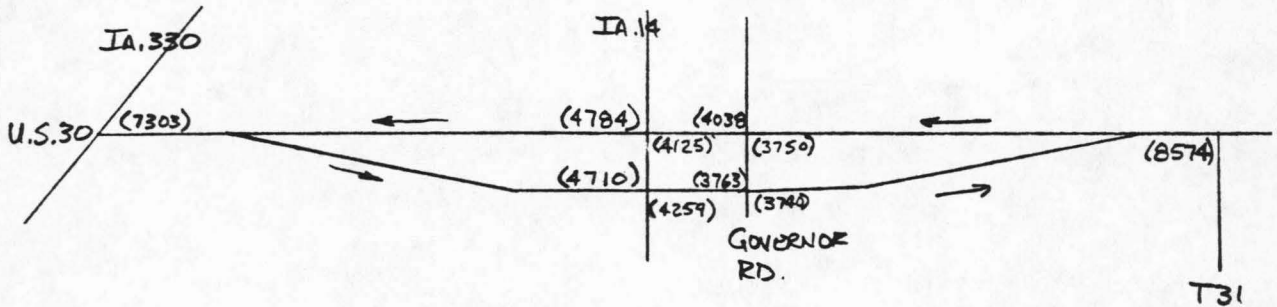 IA.14
IA.330
U.S.30 (7303) (4784) (4038
(4125) (3750) (8574)
(4710) (3763)
(4259) (3740)
GOVERNOR
RD.
T31